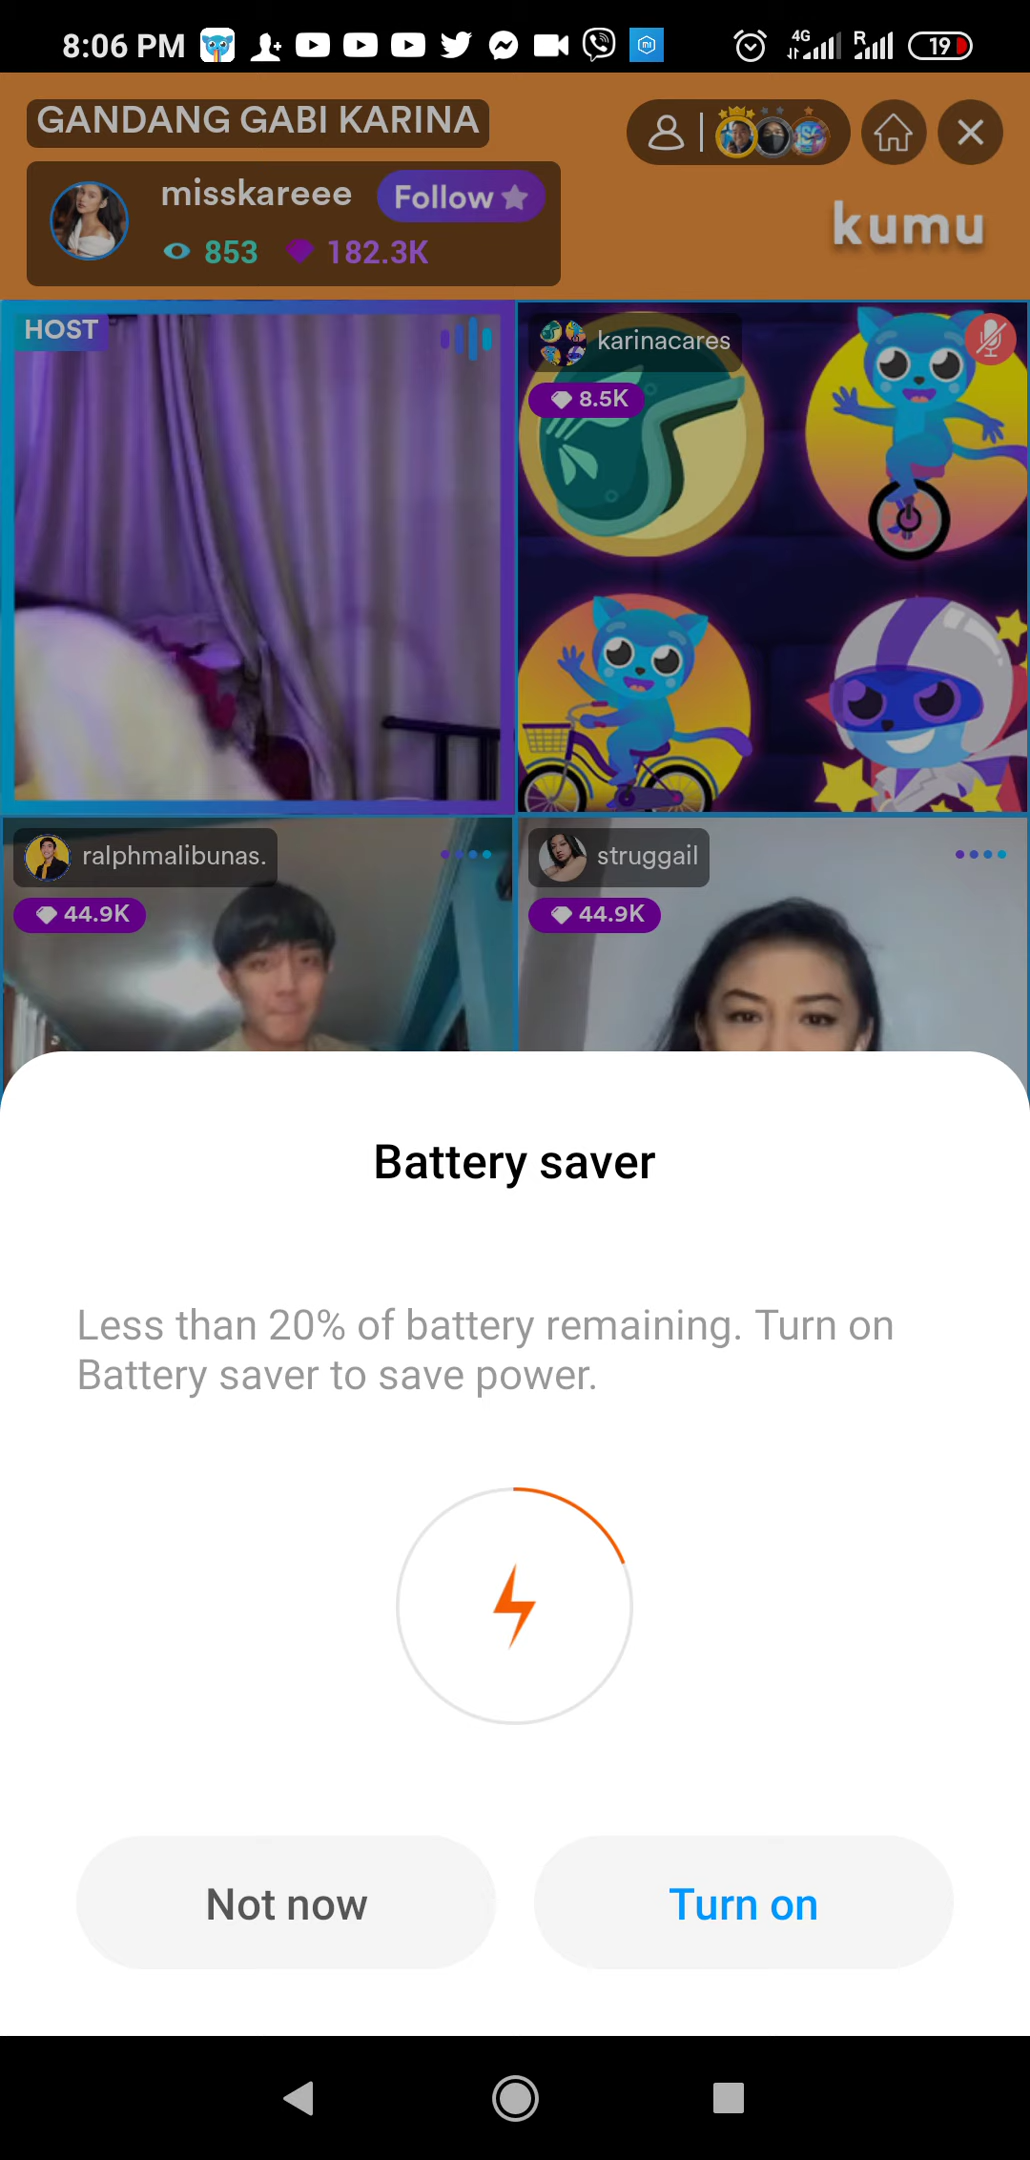 8:06 PM
4G
R
19
GANDANG GABI KARINA
misskareee
Follow
853
182.3K
kumu
HOST
karinacares
8.5K
ralphmalibunas.
44.9K
struggail
44.9K
Battery saver
Less than 20% of battery remaining. Turn on
Battery saver to save power.
Not now
Turn on